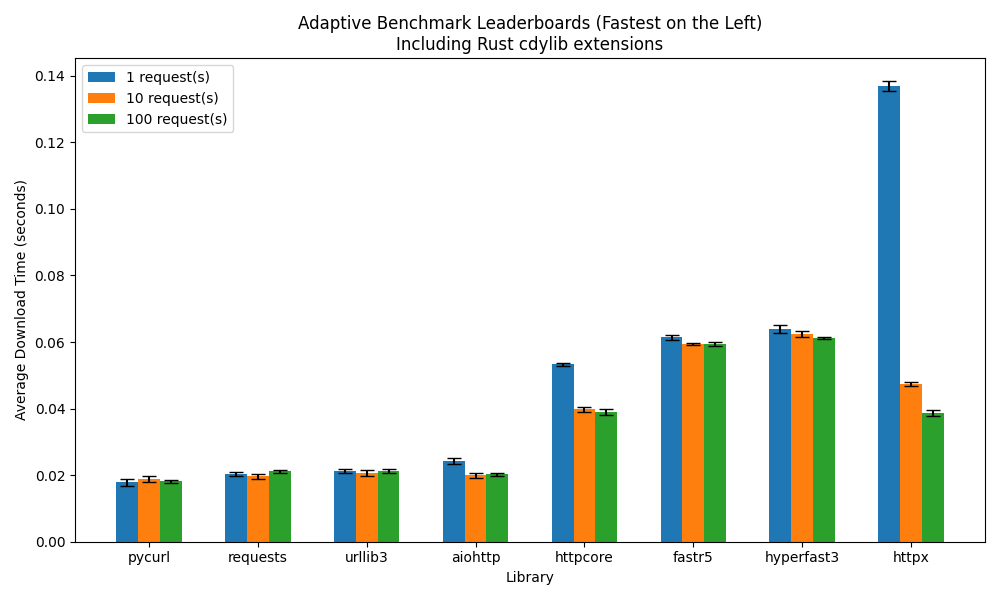 Adaptive Benchmark Leaderboards (Fastest on the Left)
Including Rust cdylib extensions
1 request(s)
10 request(s)
100 request(s)
Average Download Time (seconds)
0.14
0.12
0.10
0.08
0.06
0.04
0.02
0.00
pycurl
requests
urllib3
aiohttp
httpcore
fastr5
hyperfast3
httpx
Library